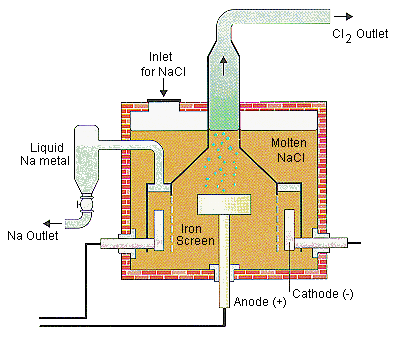 Cl2 Outlet
Inlet
for NaCl
Molten
NaCl
Liquid
Na metal
Na Outlet
Iron
Screen
Anode (+)
Cathode (-)